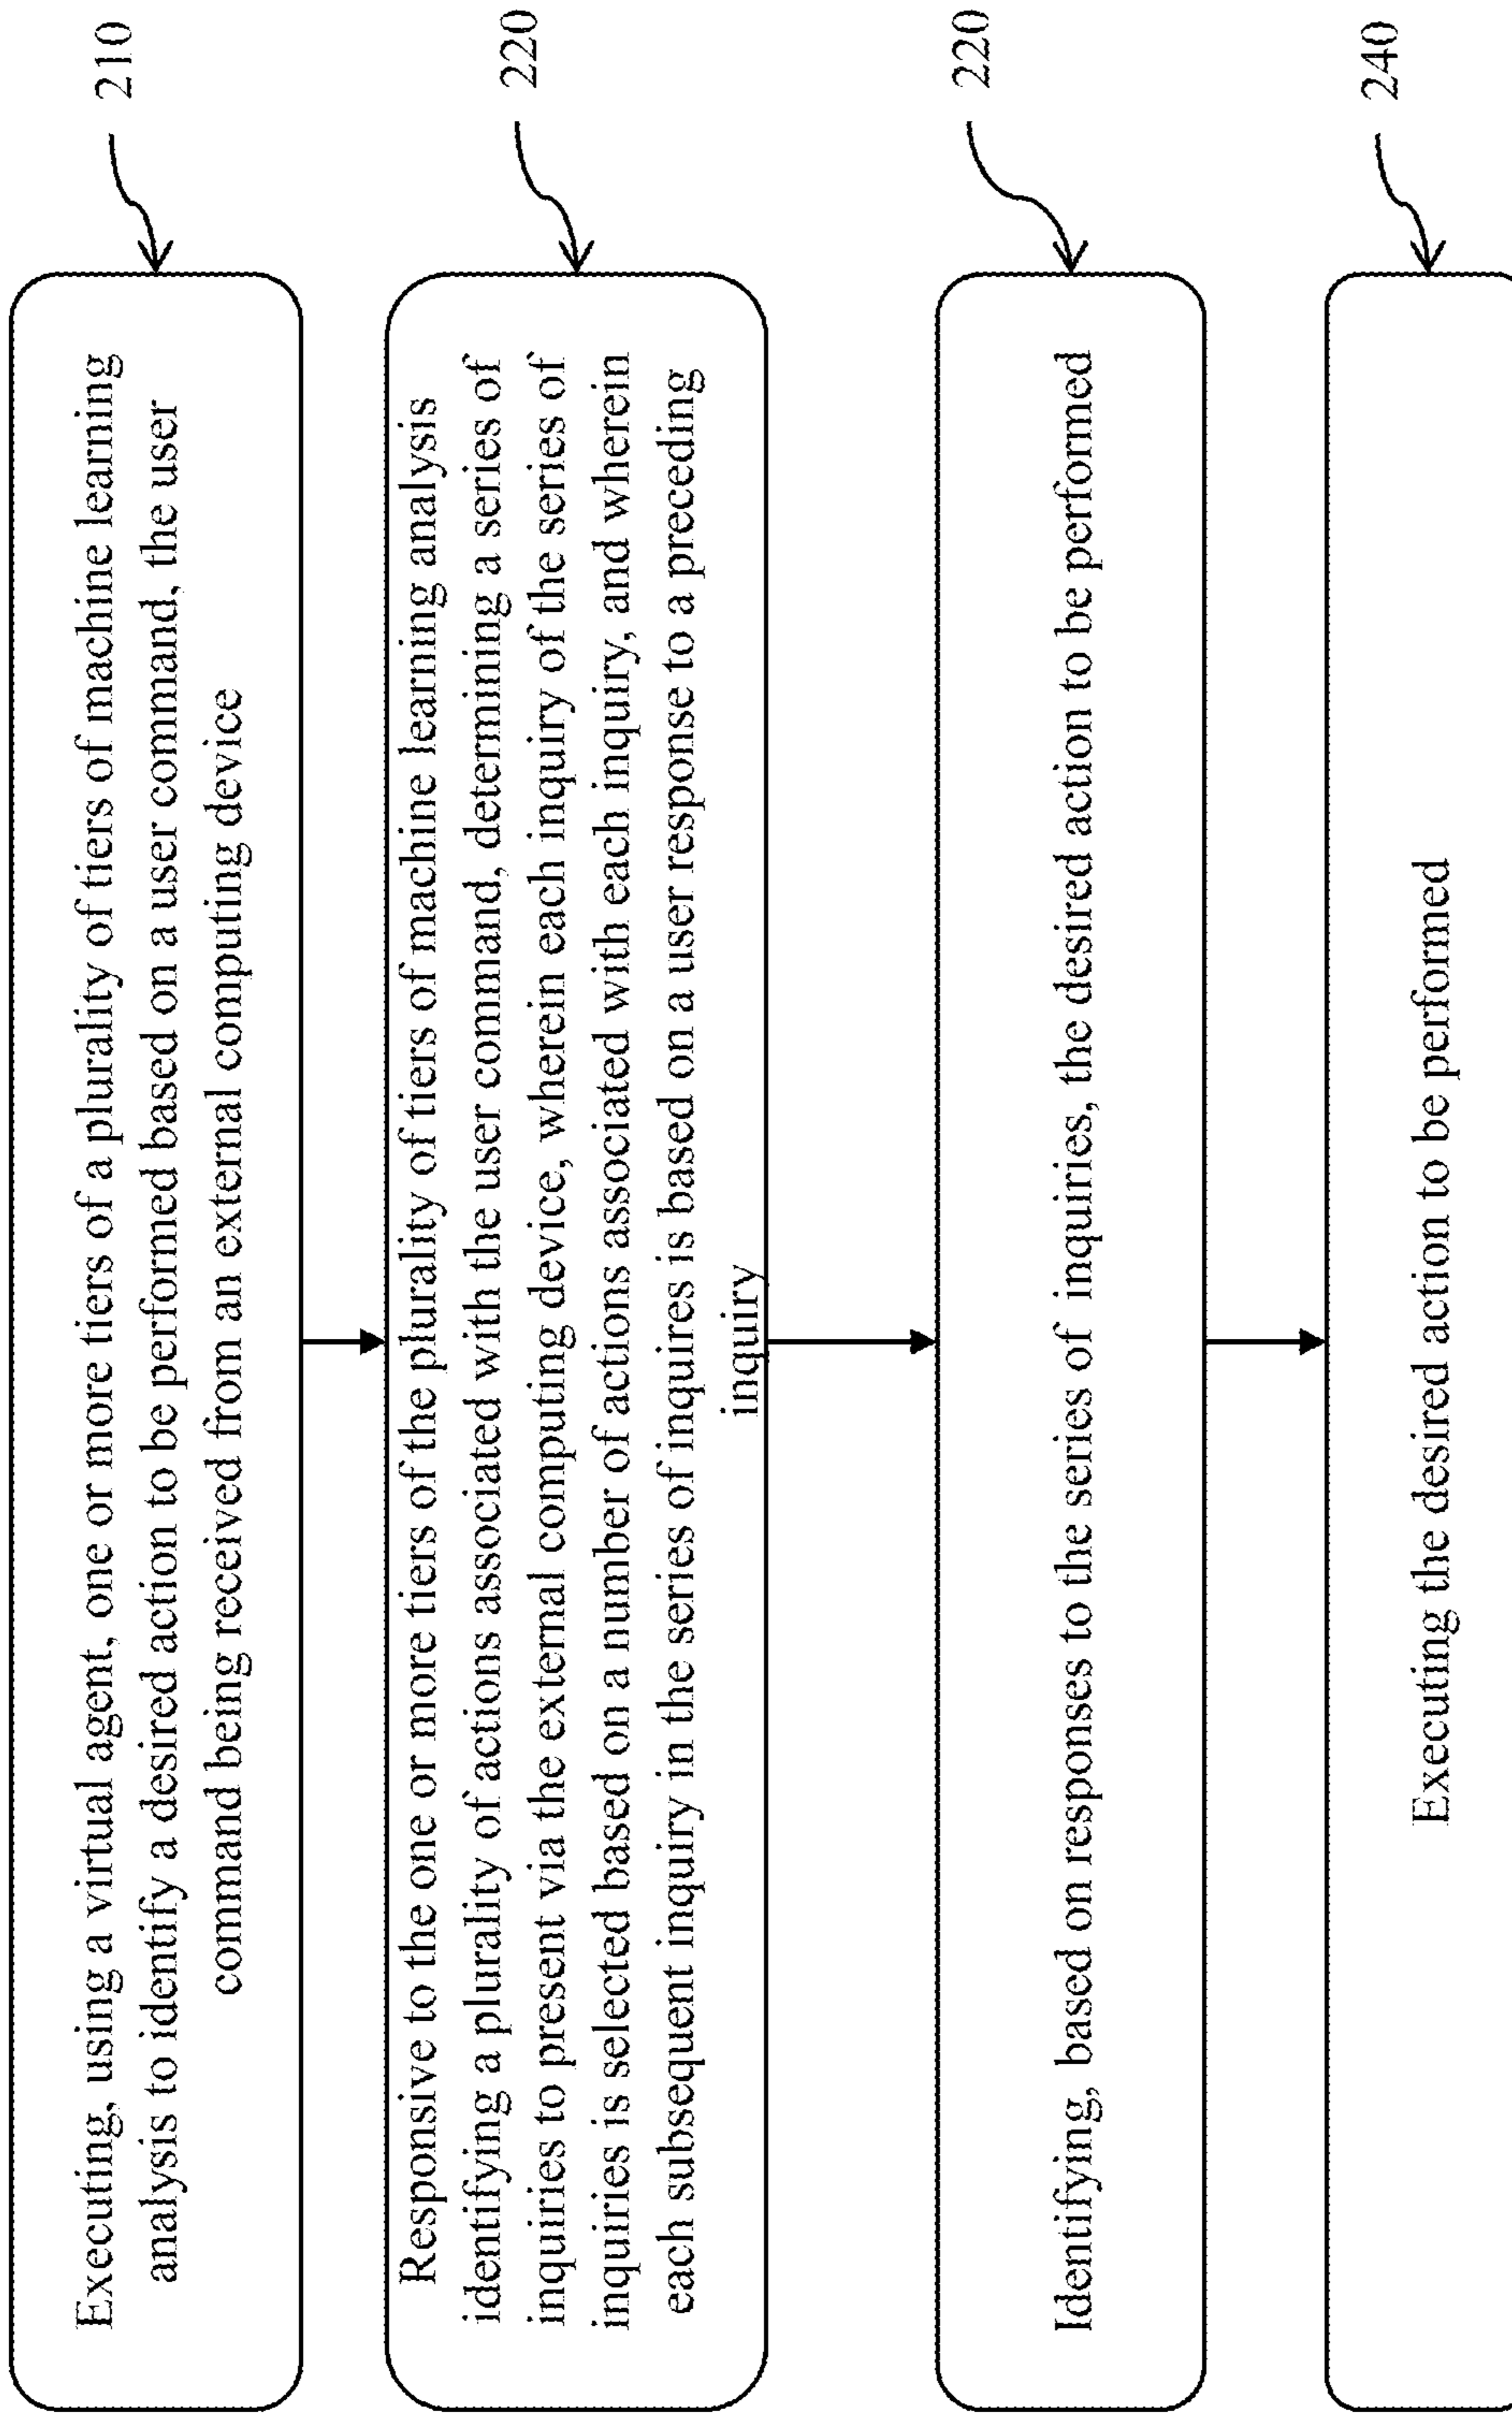 Executing, using a virtual agent, one or more tiers of a plurality of tiers of machine learning
analysis to identify a desired action to be performed based on a user command, the user
command being received from an external computing device
210
Responsive to the one or more tiers of the plurality of tiers of machine learning analysis
identifying a plurality of actions associated with the user command, determining a series of
inquiries to present via the external computing device, wherein each inquiry of the series of
inquiries is selected based on a number of actions associated with each inquiry, and wherein
each subsequent inquiry in the series of inquires is based on a user response to a preceding
inquiry
220
Identifying, based on responses to the series of inquiries, the desired action to be performed
220
Executing the desired action to be performed
240